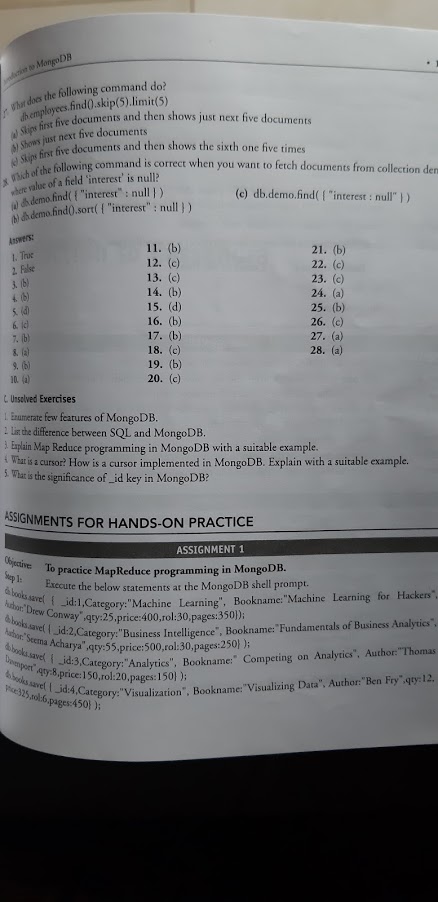 Introduction to MongoDB
27. What does the following command do?
db.employees.find().skip(5).limit(5)
(a) Skips first five documents and then shows just next five documents
(b) Shows just next five documents
(c) Skips first five documents and then shows the sixth one five times
28. Which of the following command is correct when you want to fetch documents from collection
where value of a field 'interest' is null?
(a) db.demo.find( { "interest" : null } )
(c) db.demo.find( { "interest : null" } )
(b) db.demo.find().sort( { "interest" : null } )
Answers:
1. True
2. False
3. (b)
4. (b)
5. (d)
6. (c)
7. (b)
8. (a)
9. (b)
10. (a)
11. (b)
12. (c)
13. (c)
14. (b)
15. (d)
16. (b)
17. (b)
18. (c)
19. (b)
20. (c)
21. (b)
22. (c)
23. (c)
24. (a)
25. (b)
26. (c)
27. (a)
28. (a)
C. Unsolved Exercises
1. Enumerate few features of MongoDB.
2. List the difference between SQL and MongoDB.
3. Explain Map Reduce programming in MongoDB with a suitable example.
4. What is a cursor? How is a cursor implemented in MongoDB. Explain with a suitable example.
5. What is the significance of _id key in MongoDB?
ASSIGNMENTS FOR HANDS-ON PRACTICE
ASSIGNMENT 1
Objective: To practice MapReduce programming in MongoDB.
Step 1: Execute the below statements at the MongoDB shell prompt.
db.books.save( { _id:1,Category:"Machine Learning", Bookname:"Machine Learning for Hackers",
Author:"Drew Conway",qty:25,price:400,rol:30,pages:350});
db.books.save( { _id:2,Category:"Business Intelligence", Bookname:"Fundamentals of Business Analytics",
Author:"Seema Acharya",qty:55,price:500,rol:30,pages:250} );
db.books.save( { _id:3,Category:"Analytics", Bookname:" Competing on Analytics", Author:"Thomas
Davenport",qty:8,price:150,rol:20,pages:150} );
db.books.save( { _id:4,Category:"Visualization", Bookname:"Visualizing Data", Author:"Ben Fry",qty:12,
price:325,rol:6,pages:450} );